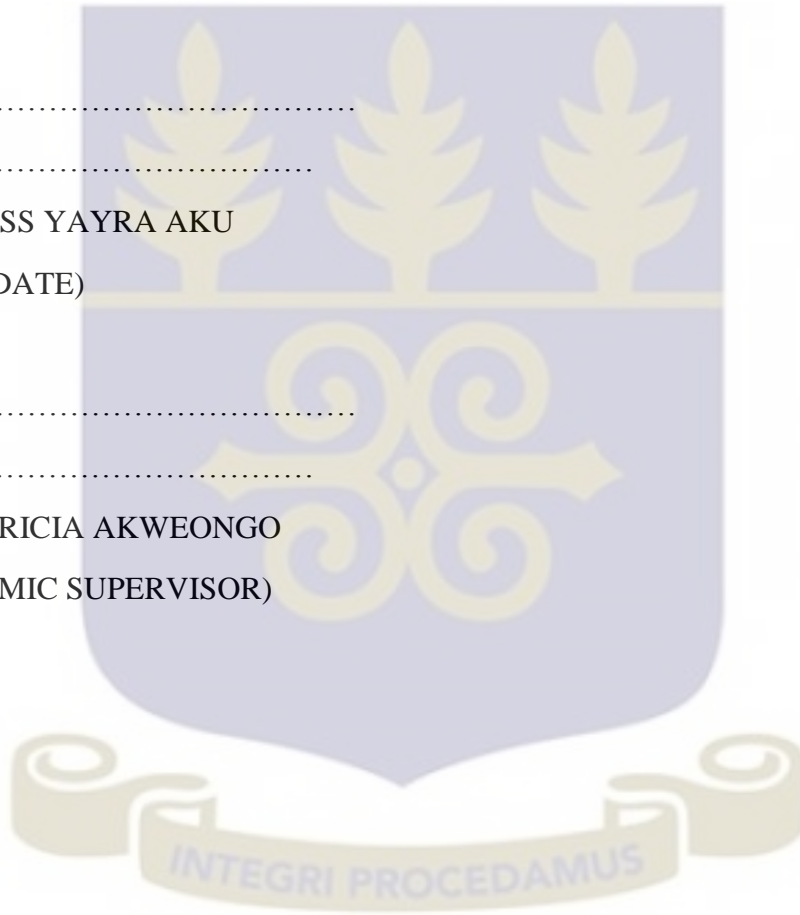 ……………………………………
………………………………
SS YAYRA AKU
DATE)
……………………………………
………………………………
RICIA AKWEONGO
MIC SUPERVISOR)
INTEGRI PROCEDAMUS